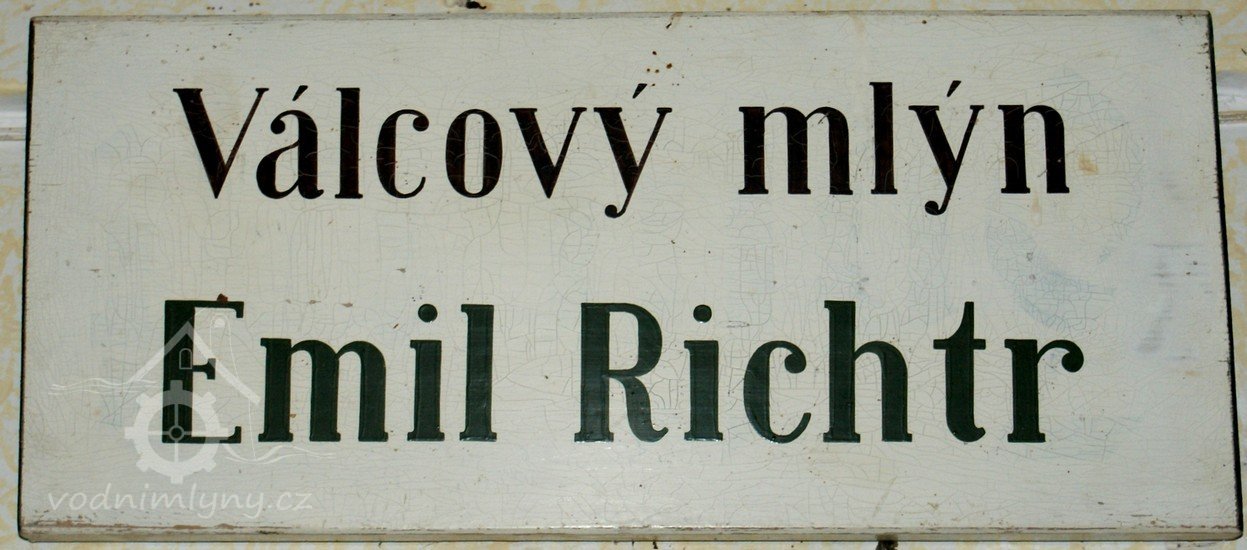 Válcový mlýn
Emil Richtr
vodnimlyny.cz